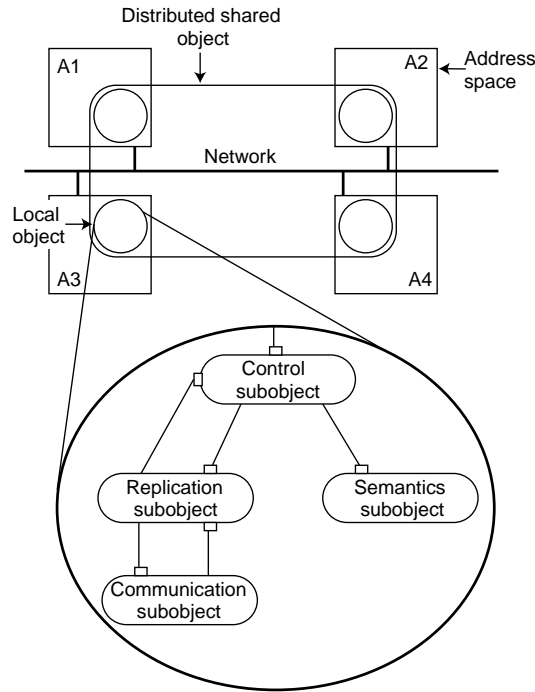 Distributed shared
object
A1
A2
Address
space
Network
Local
object
A3
A4
Control
subobject
Replication
subobject
Semantics
subobject
Communication
subobject